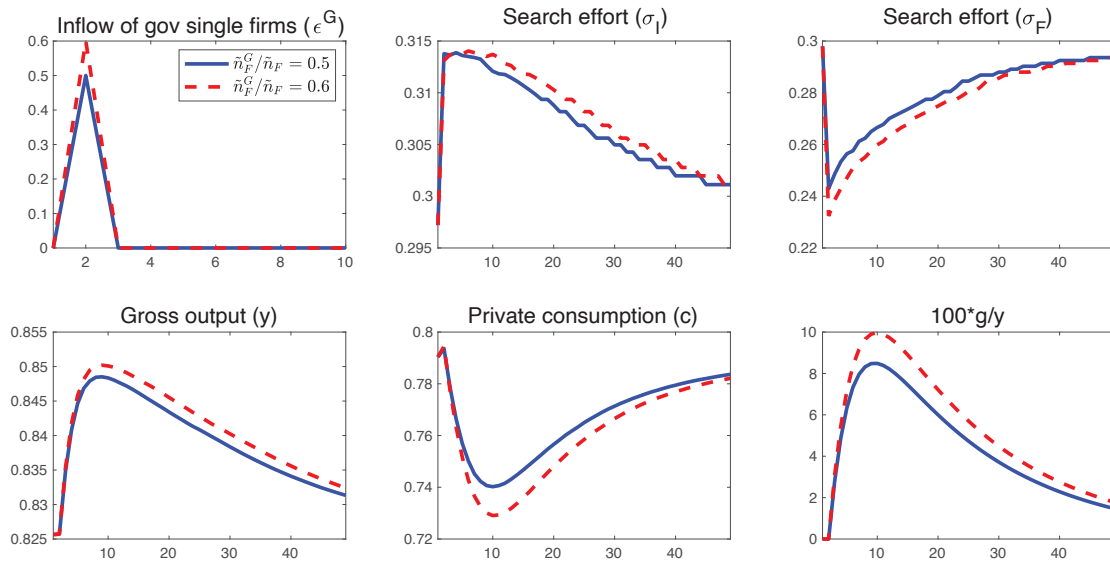 Inflow of gov single firms (ϵ^G)
0.6
0.5
0.4
0.3
0.2
0.1
0
2 4 6 8 10
ñ_F^G/ñ_F = 0.5
ñ_F^G/ñ_F = 0.6
Search effort (σ_I)
0.315
0.31
0.305
0.3
0.295
10 20 30 40
Search effort (σ_F)
0.28
0.26
0.24
0.22
10 20 30 40
Gross output (y)
0.855
0.85
0.845
0.84
0.835
0.83
0.825
10 20 30 40
Private consumption (c)
0.8
0.78
0.76
0.74
0.72
10 20 30 40
100*g/y
10
8
6
4
2
0
10 20 30 40